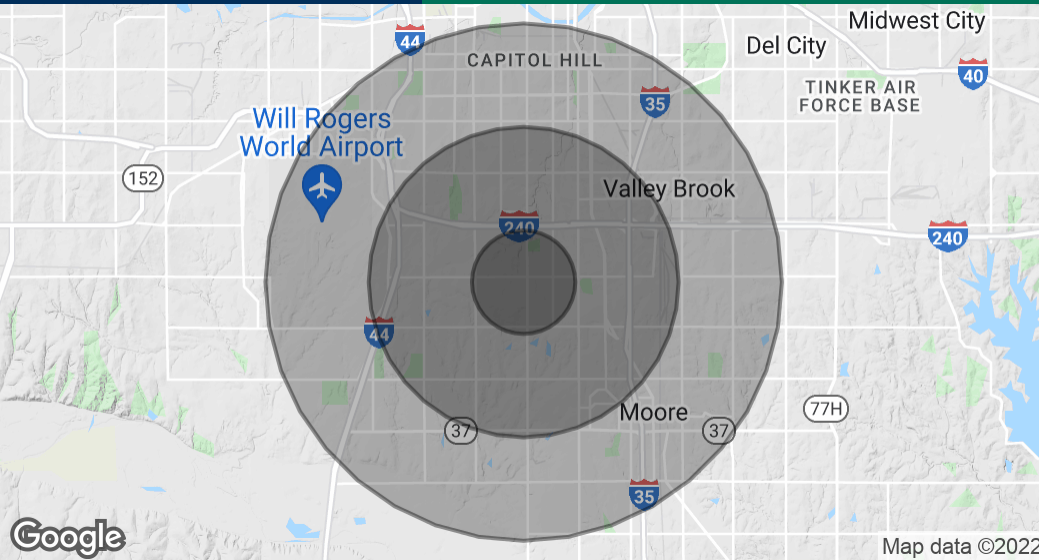 Midwest City
44
Del City
CAPITOL HILL
40
TINKER AIR
FORCE BASE
35
Will Rogers
World Airport
152
Valley Brook
240
240
44
Moore
77H
37
37
35
Google
Map data ©2022